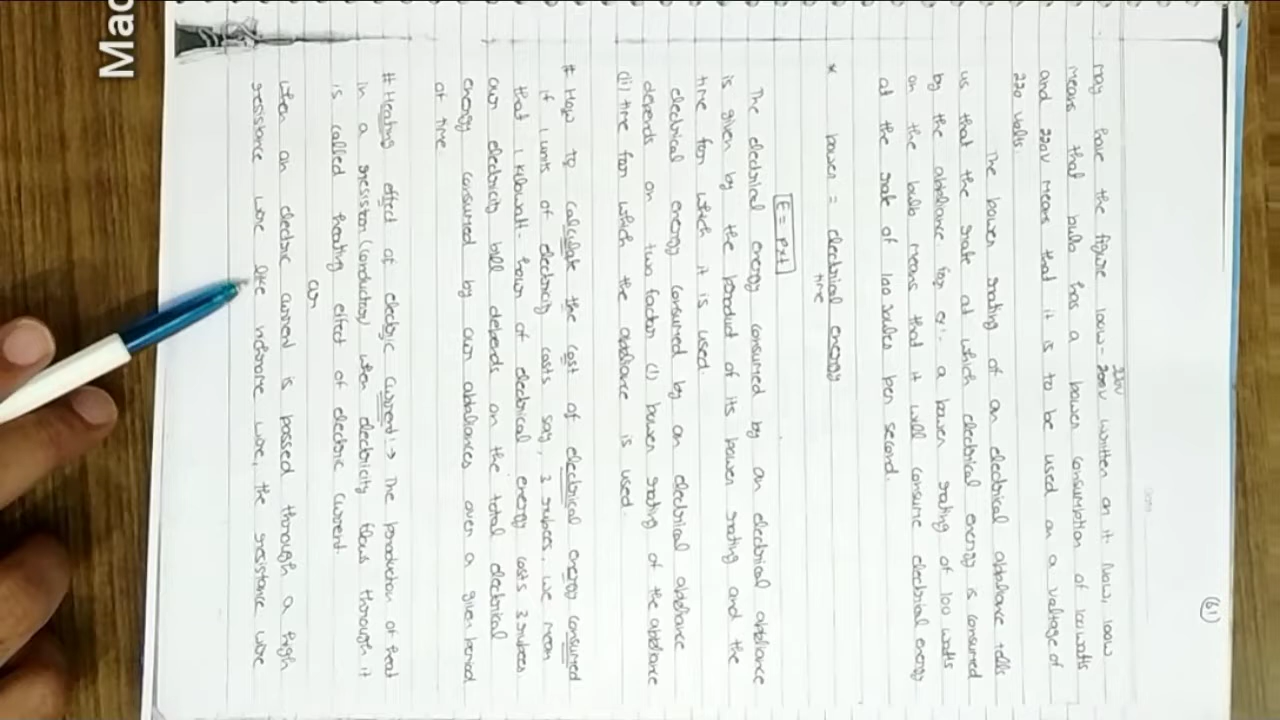 (61)
220V
may have the figure 100W - 200V written on it. Now, 100W
means that bulb has a power consumption of 100 watts
and 220V means that it is to be used on a voltage of
220 volts.
The power rating of an electrical appliance tells
us that the rate at which electrical energy is consumed
by the appliance. for ex:- a power rating of 100 watts
on the bulb means that it will consume electrical energy
at the rate of 100 Joules per second.
* power = electrical energy
time
E = P×t
The electrical energy consumed by an electrical appliance
is given by the product of its power rating and the
time for which it is used.
electrical energy consumed by an electrical appliance
depends on two factor (i) power rating of the appliance
(ii) time for which the appliance is used.
# How to calculate the cost of electrical energy consumed
if 1 units of electricity costs say, 3 rubees, we mean
that 1 kilowatt-hour of electrical energy costs 3 rubees.
our electricity bill depends on the total electrical
energy consumed by our appliances over a given period
of time.
# Heating effect of electric current:→ The production of heat
in a resistor (conductor) when electricity flows through it
is called heating effect of electric current.
or
when an electric current is passed through a high
resistance wire like nichrome wire, the resistance wire
Mad